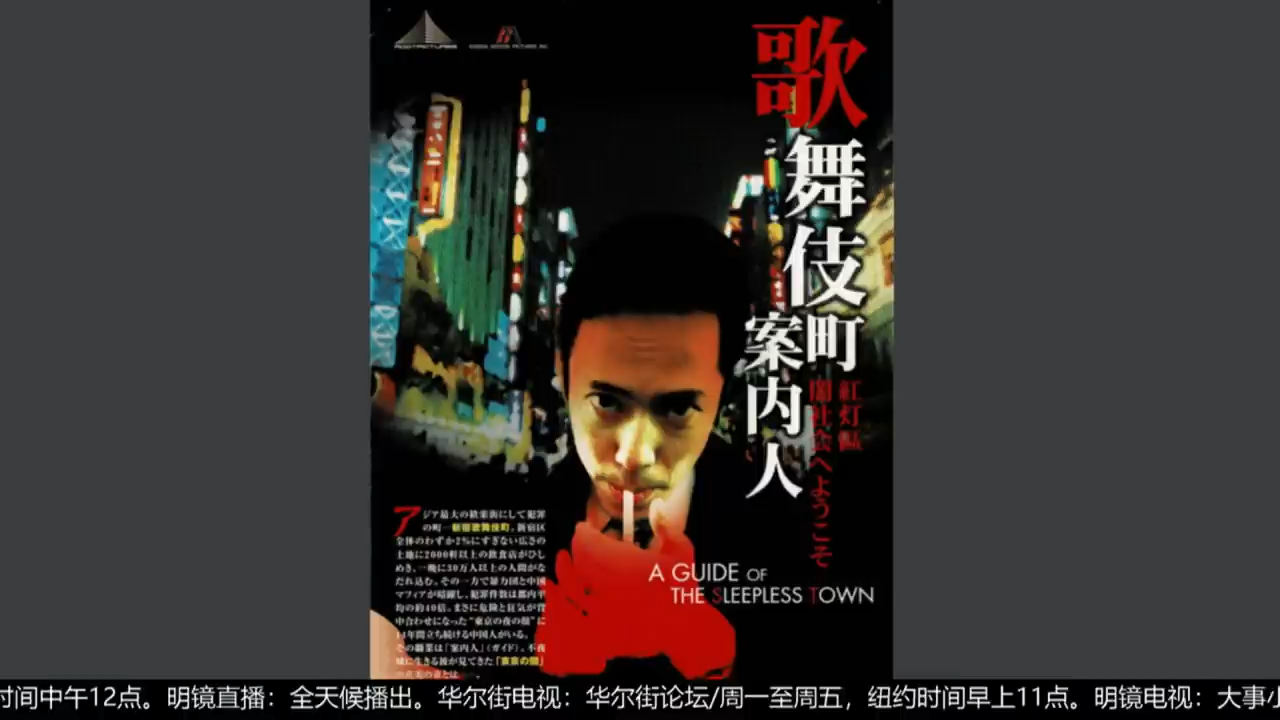 歌舞伎町
案内人
紅灯區
闇社会へようこそ
A GUIDE OF
THE SLEEPLESS TOWN
アジア最大の歓楽街にして犯罪
の町―新宿歌舞伎町。新宿区
全体のわずか2%にすぎない広さの
土地に2000軒以上の飲食店がひし
めき、一晩に30万人以上の人間がな
だれ込む。その一方で暴力団と中国
マフィアが暗躍し、犯罪件数は都内平
均の約40倍。まさに危険と狂気が背
中合わせになった“東京の夜の顔”に
14年間立ち続ける中国人がいる。
その職業は「案内人」（ガイド）。不夜
城に生きる彼が見てきた「東京の闇」
时间中午12点。明镜直播：全天候播出。华尔街电视：华尔街论坛/周一至周五，纽约时间早上11点。明镜电视：大事小